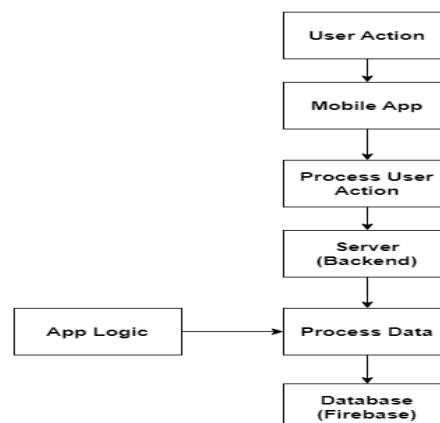 User Action
Mobile App
Process User
Action
Server
(Backend)
App Logic
Process Data
Database
(Firebase)